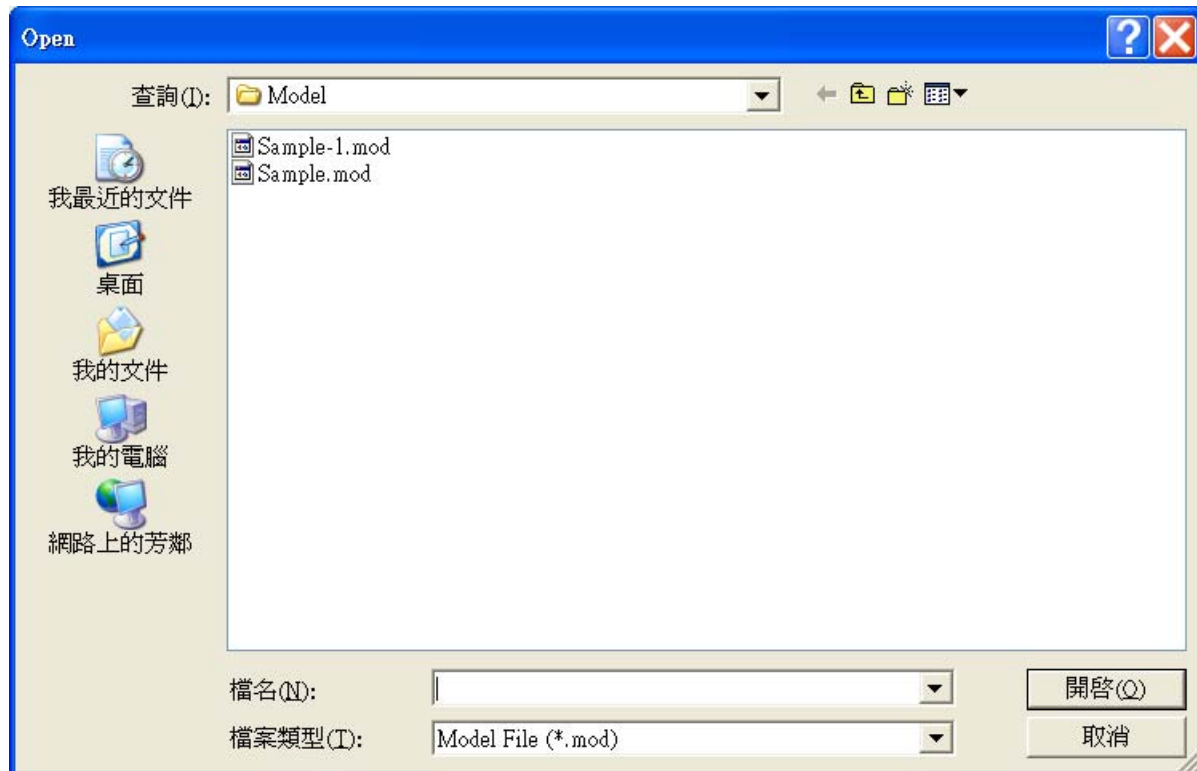 Open
查詢(I): Model
Sample-1.mod
Sample.mod
我最近的文件
桌面
我的文件
我的電腦
網路上的芳鄰
檔名(N):
開啓(O)
檔案類型(T): Model File (*.mod)
取消